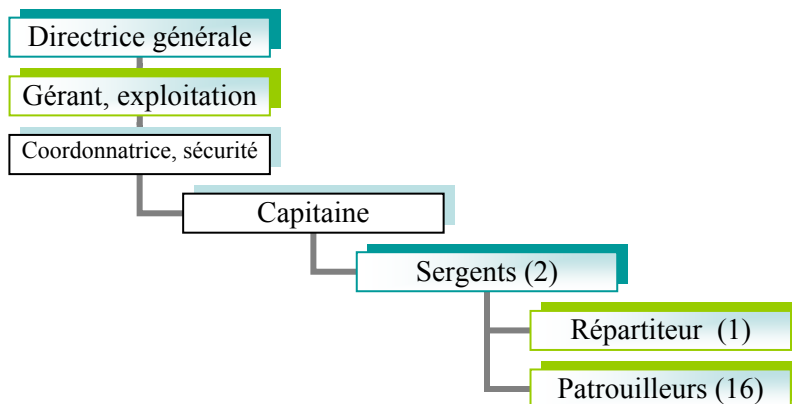 Directrice générale
Gérant, exploitation
Coordonnatrice, sécurité
Capitaine
Sergents (2)
Répartiteur (1)
Patrouilleurs (16)